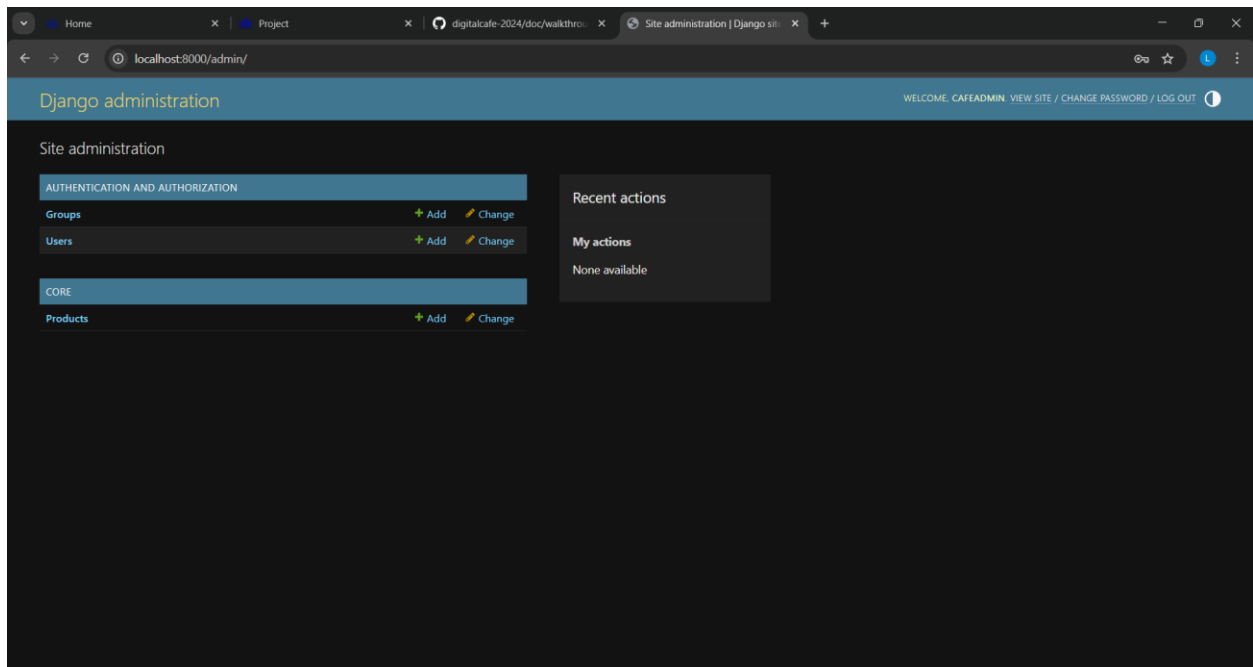 Home
Project
digitalcafe-2024/doc/walkthrou
Site administration | Django sit
localhost:8000/admin/
L
Django administration
WELCOME, CAFEADMIN. VIEW SITE / CHANGE PASSWORD / LOG OUT
Site administration
AUTHENTICATION AND AUTHORIZATION
Groups + Add Change
Users + Add Change
CORE
Products + Add Change
Recent actions
My actions
None available